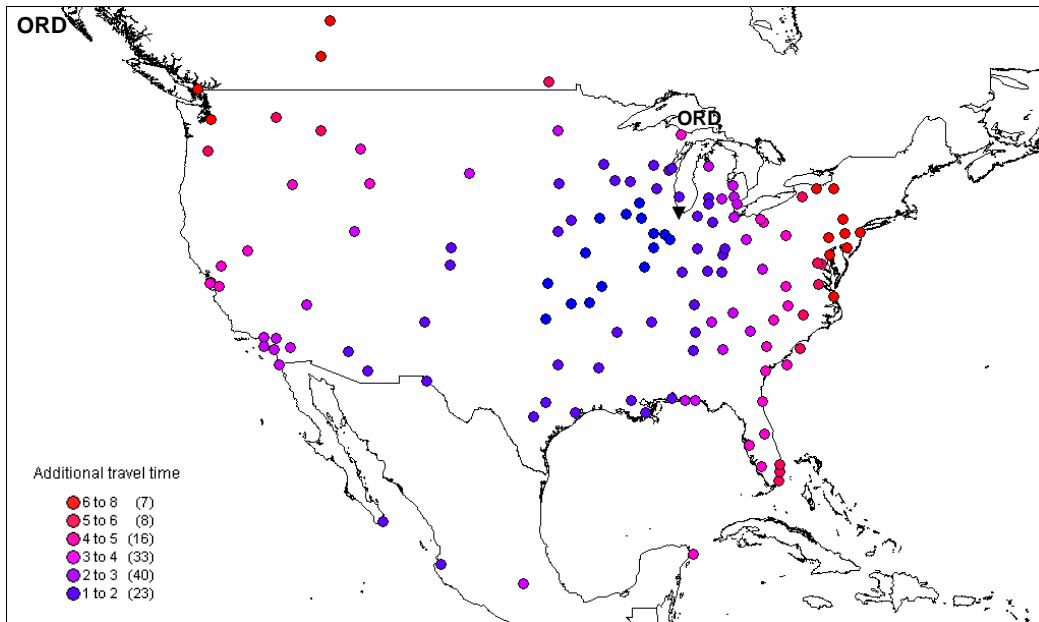 ORD
ORD
Additional travel time
6 to 8 (7)
5 to 6 (8)
4 to 5 (16)
3 to 4 (33)
2 to 3 (40)
1 to 2 (23)